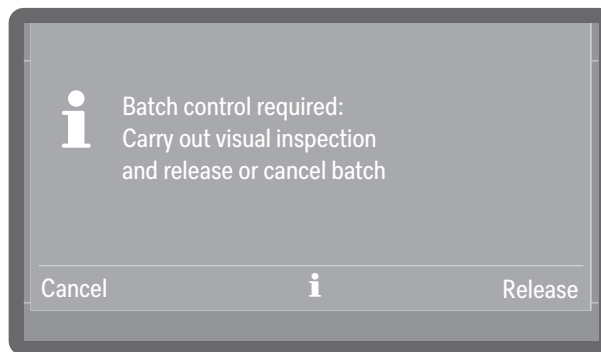 Batch control required:
Carry out visual inspection
and release or cancel batch
Cancel i Release